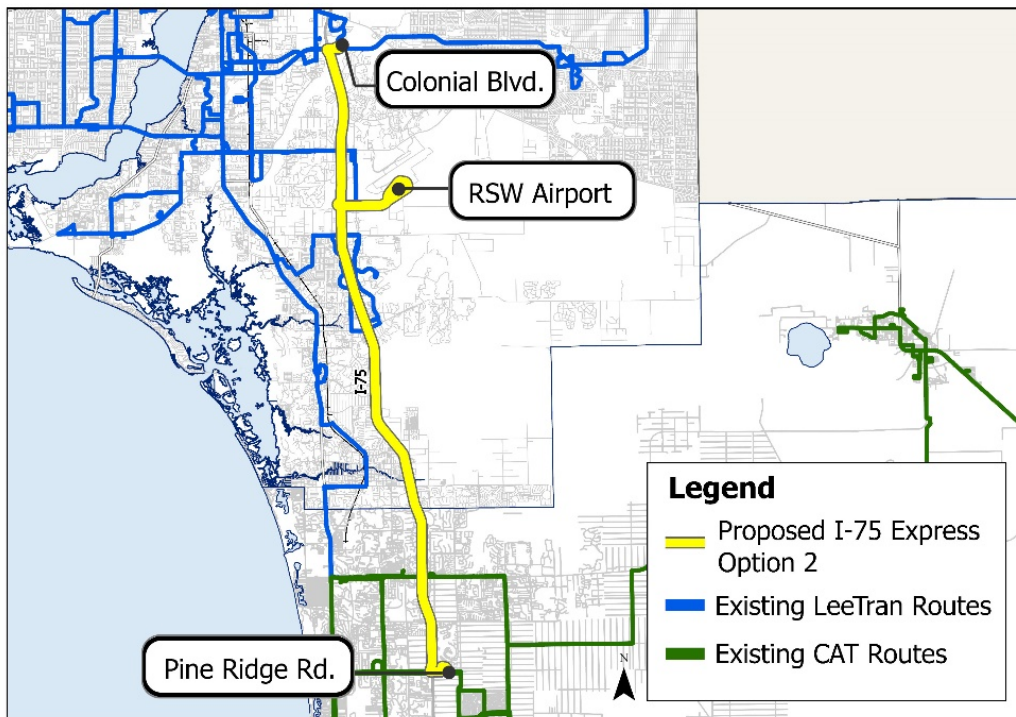 Colonial Blvd.
RSW Airport
I-75
Legend
Proposed I-75 Express
Option 2
Existing LeeTran Routes
Existing CAT Routes
Pine Ridge Rd.
N